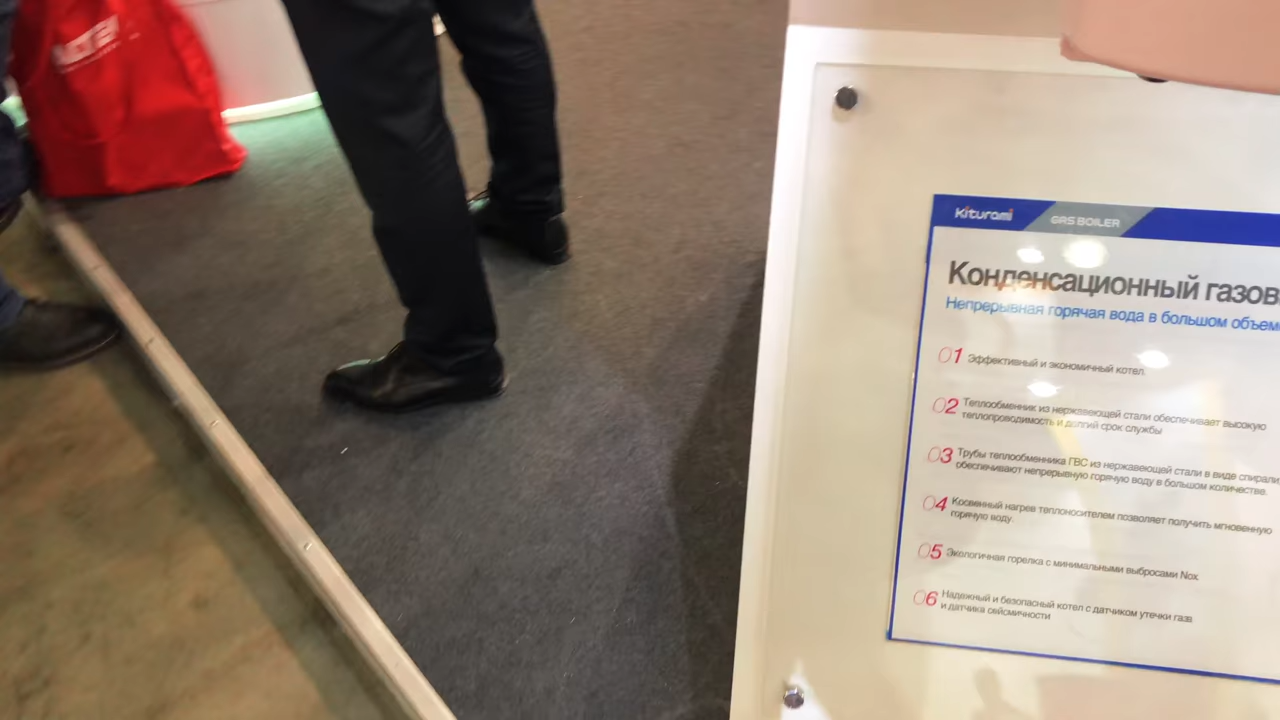 Kiturami GAS BOILER
Конденсационный газов
Непрерывная горячая вода в большом объем
01 Эффективный и экономичный котел.
02 Теплообменник из нержавеющей стали обеспечивает высокую
теплопроводимость и долгий срок службы
03 Трубы теплообменника ГВС из нержавеющей стали в виде спирали,
обеспечивают непрерывную горячую воду в большом количестве.
04 Косвенный нагрев теплоносителем позволяет получить мгновенную
горячую воду.
05 Экологичная горелка с минимальными выбросами Nox
06 Надежный и безопасный котел с датчиком утечки газа
и датчика сейсмичности